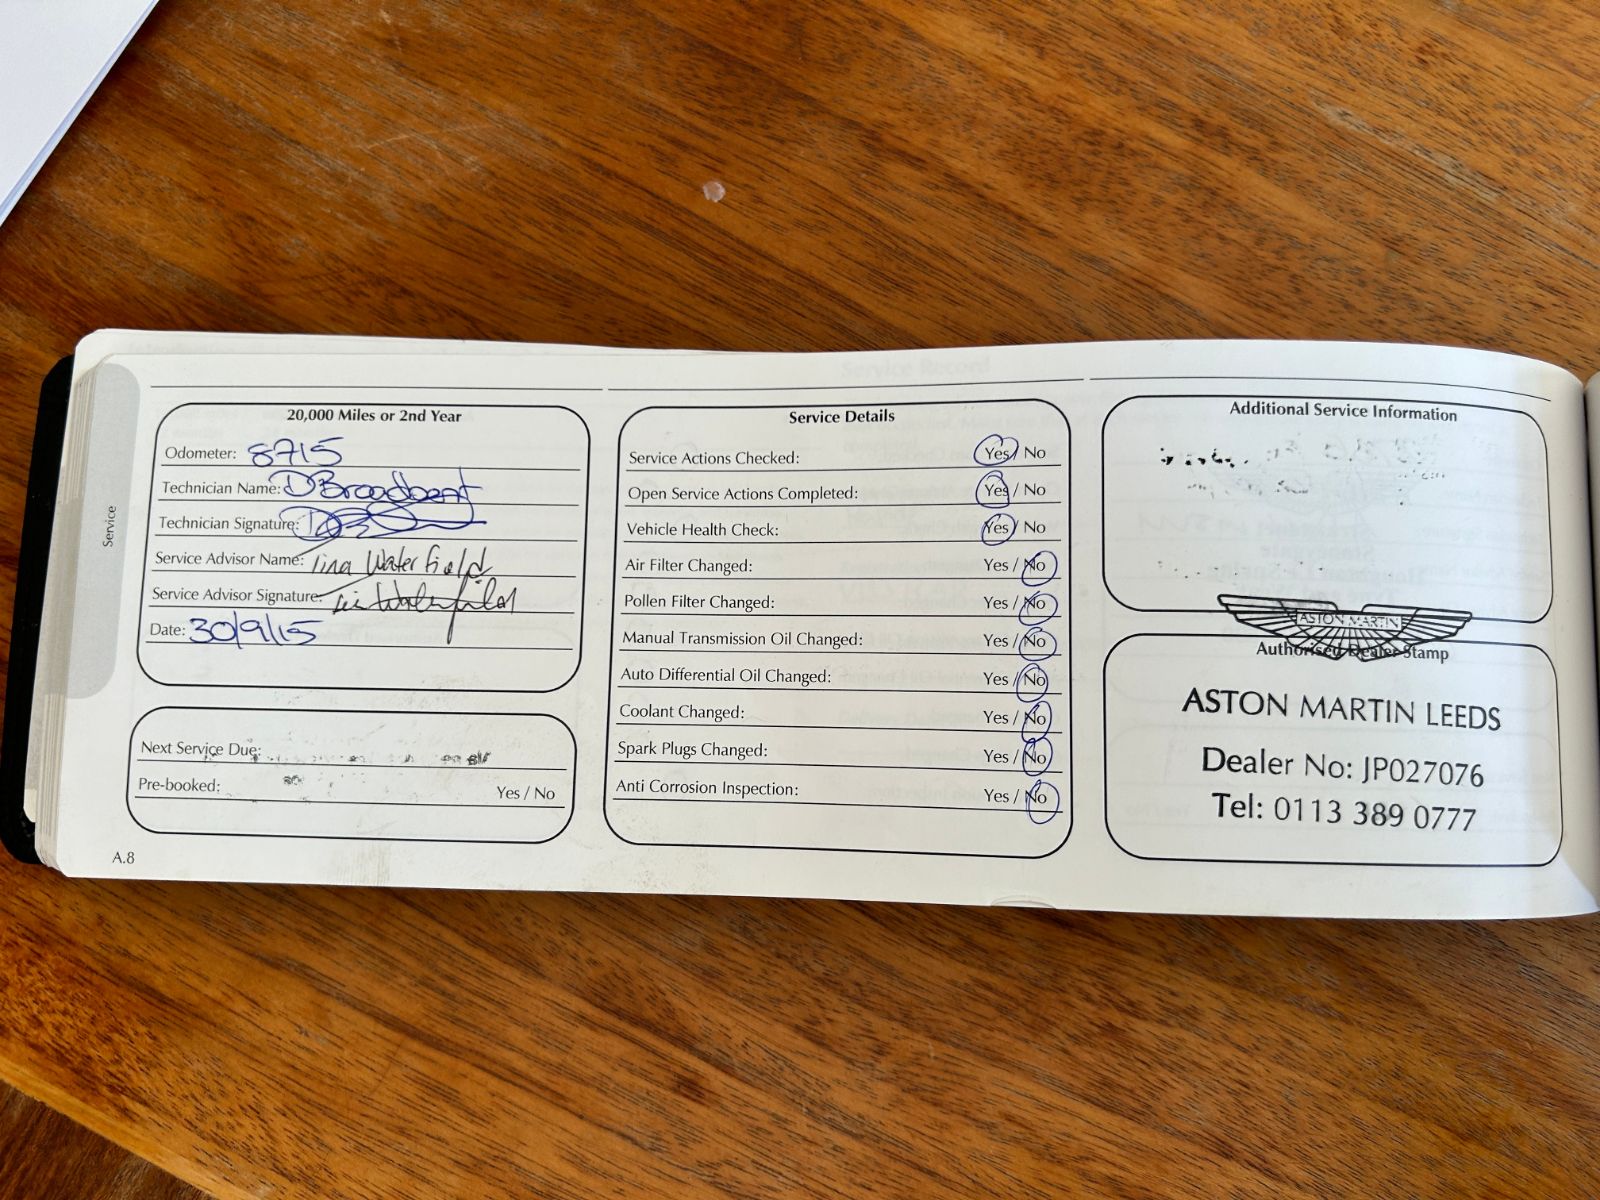 Service
20,000 Miles or 2nd Year
Odometer: 8715
Technician Name: D Broadbent
Technician Signature:
Service Advisor Name: Tina Waterfield
Service Advisor Signature: Waterfield
Date: 30/9/15
Next Service Due:
Pre-booked: Yes / No
A.8
Service Record
Service Details
Service Actions Checked: Yes / No
Open Service Actions Completed: Yes / No
Vehicle Health Check: Yes / No
Air Filter Changed: Yes / No
Pollen Filter Changed: Yes / No
Manual Transmission Oil Changed: Yes / No
Auto Differential Oil Changed: Yes / No
Coolant Changed: Yes / No
Spark Plugs Changed: Yes / No
Anti Corrosion Inspection: Yes / No
Additional Service Information
ASTON MARTIN
Authorised Dealer Stamp
ASTON MARTIN LEEDS
Dealer No: JP027076
Tel: 0113 389 0777